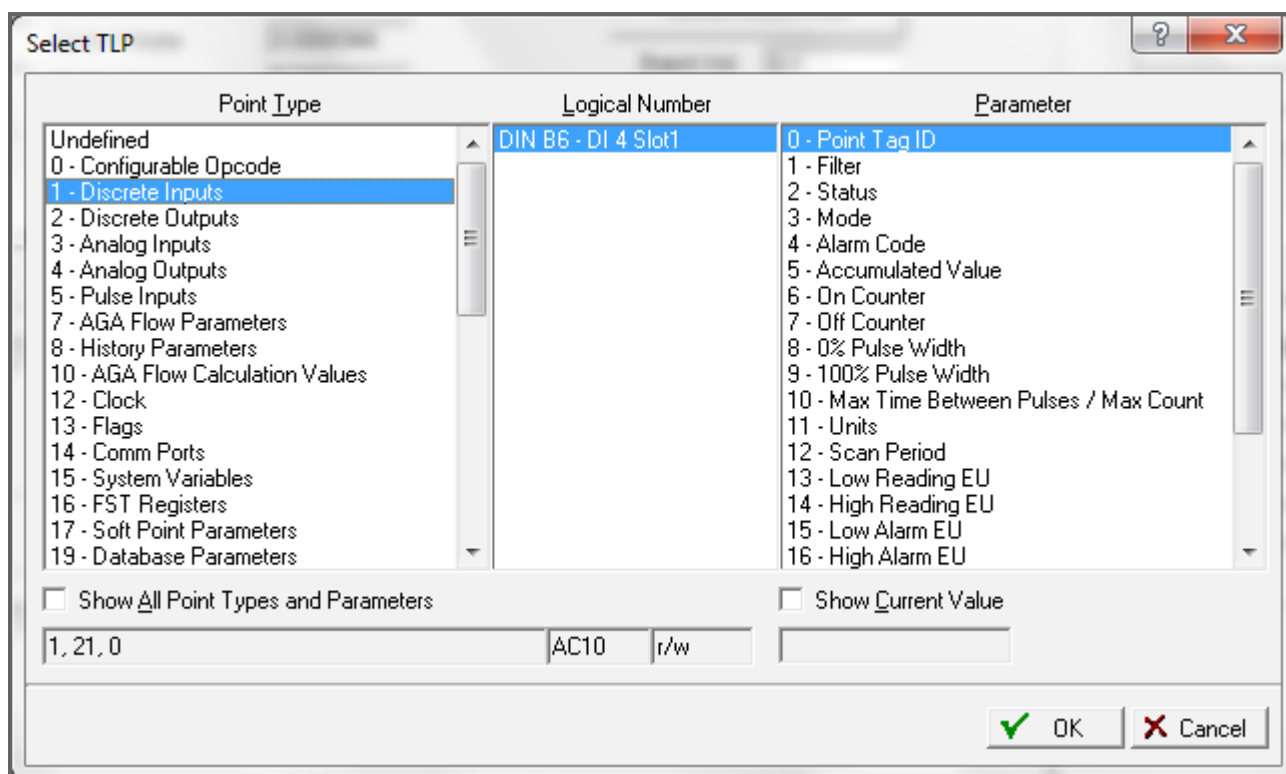 Select TLP
Point Type
Logical Number
Parameter
Undefined
0 - Configurable Opcode
1 - Discrete Inputs
2 - Discrete Outputs
3 - Analog Inputs
4 - Analog Outputs
5 - Pulse Inputs
7 - AGA Flow Parameters
8 - History Parameters
10 - AGA Flow Calculation Values
12 - Clock
13 - Flags
14 - Comm Ports
15 - System Variables
16 - FST Registers
17 - Soft Point Parameters
19 - Database Parameters
DIN B6 - DI 4 Slot1
0 - Point Tag ID
1 - Filter
2 - Status
3 - Mode
4 - Alarm Code
5 - Accumulated Value
6 - On Counter
7 - Off Counter
8 - 0% Pulse Width
9 - 100% Pulse Width
10 - Max Time Between Pulses / Max Count
11 - Units
12 - Scan Period
13 - Low Reading EU
14 - High Reading EU
15 - Low Alarm EU
16 - High Alarm EU
Show All Point Types and Parameters
Show Current Value
1, 21, 0
AC10
r/w
OK
Cancel